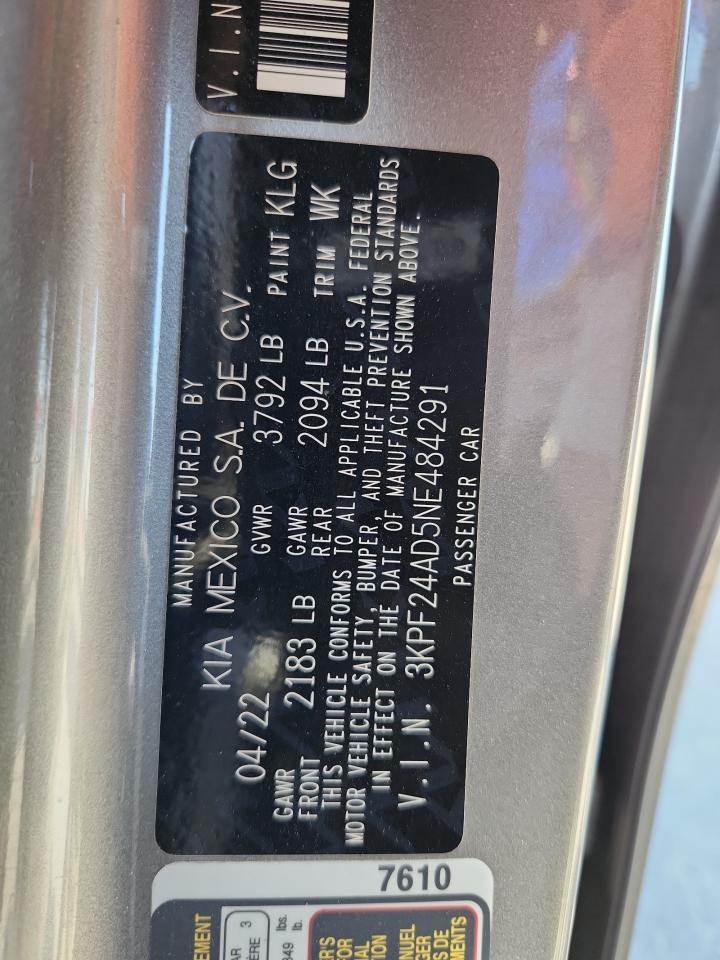 V.I.N
MANUFACTURED BY
KIA MEXICO S.A. DE C.V.
04/22 GVWR 3792 LB PAINT KLG
GAWR FRONT 2183 LB GAWR REAR 2094 LB TRIM WK
THIS VEHICLE CONFORMS TO ALL APPLICABLE U.S.A. FEDERAL
MOTOR VEHICLE SAFETY, BUMPER, AND THEFT PREVENTION STANDARDS
IN EFFECT ON THE DATE OF MANUFACTURE SHOWN ABOVE.
V.I.N. 3KPF24AD5NE484291
PASSENGER CAR
7610